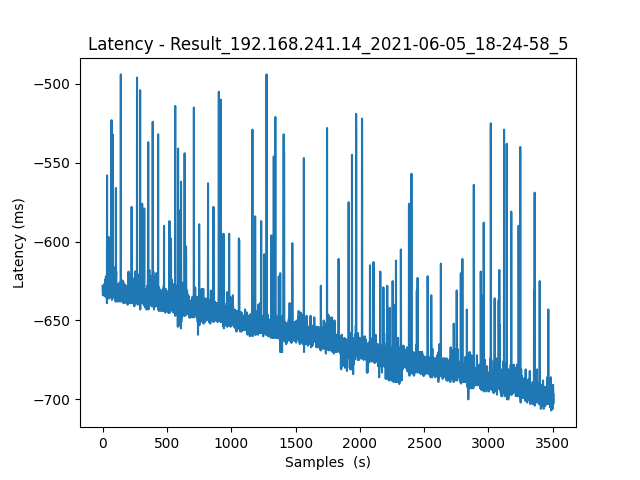 Latency - Result_192.168.241.14_2021-06-05_18-24-58_5
−500
−550
−600
−650
−700
Latency (ms)
0 500 1000 1500 2000 2500 3000 3500
Samples  (s)